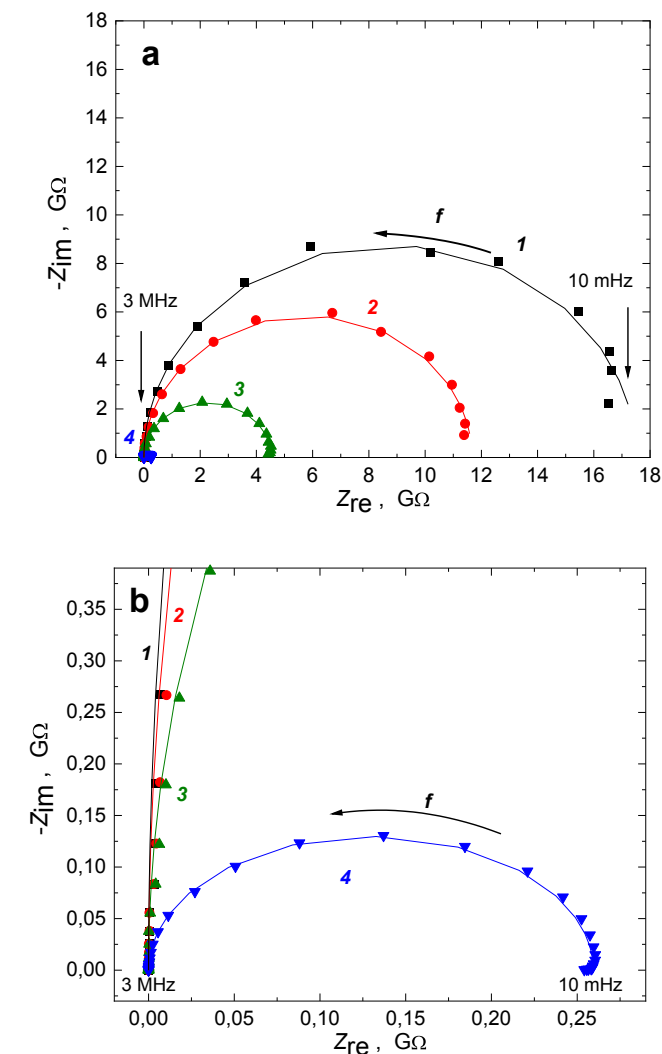 a
18
16
14
12
10
8
6
4
2
0
-Zim , GΩ
f
1
10 mHz
3 MHz
2
3
4
0 2 4 6 8 10 12 14 16 18
Zre , GΩ
b
0,35
0,30
0,25
0,20
0,15
0,10
0,05
0,00
-Zim , GΩ
2
1
3
f
4
3 MHz
10 mHz
0,00 0,05 0,10 0,15 0,20 0,25
Zre , GΩ